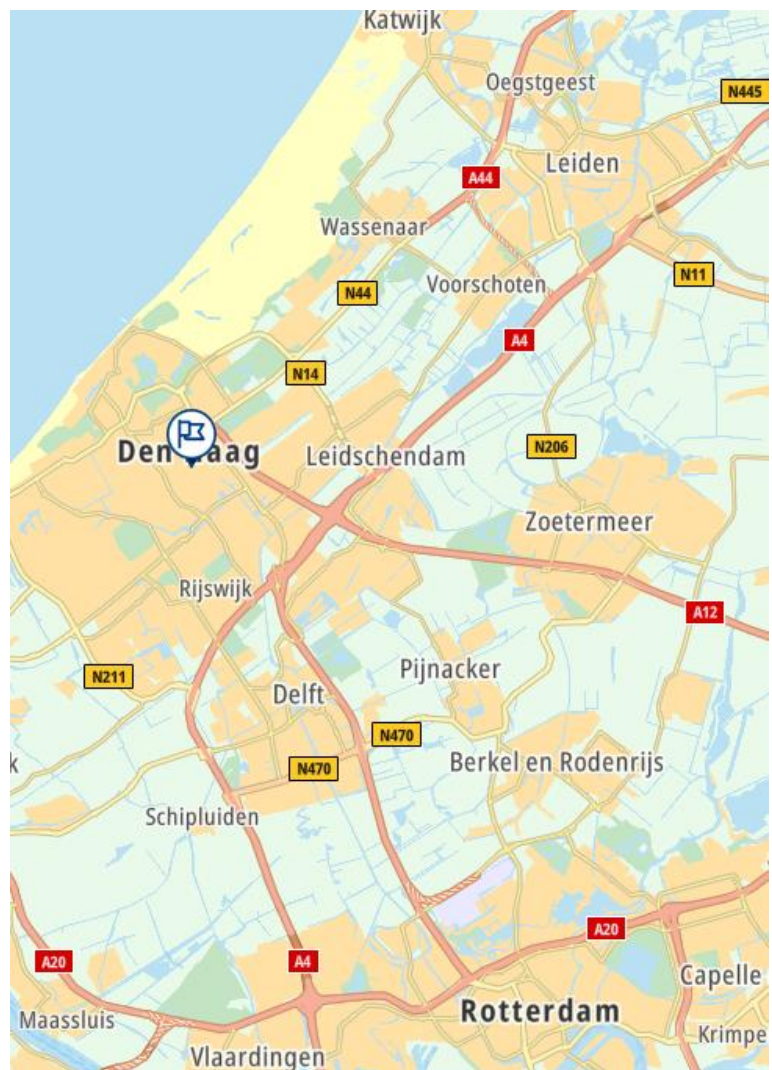 Katwijk
Oegstgeest
N445
Leiden
A44
Wassenaar
N11
Voorschoten
N44
A4
N14
N206
Leidschendam
Zoetermeer
Rijswijk
A12
Pijnacker
N211
Delft
N470
Berkel en Rodenrijs
k
N470
Schipluiden
A20
A4
A20
Capelle
Rotterdam
Maassluis
Krimpe
Vlaardingen